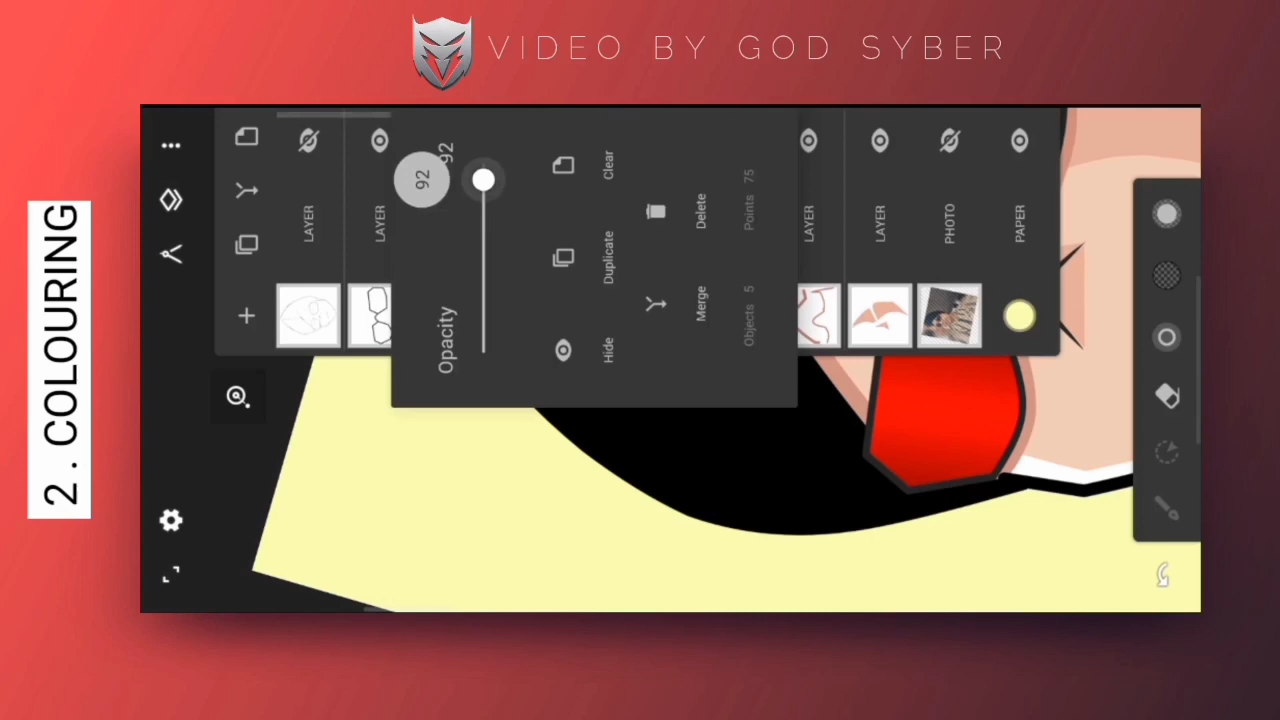 VIDEO BY GOD SYBER
2 . COLOURING
LAYER
LAYER
Opacity
92
92
Hide
Duplicate
Clear
Merge
Delete
Objects 5
Points 75
LAYER
LAYER
PHOTO
PAPER